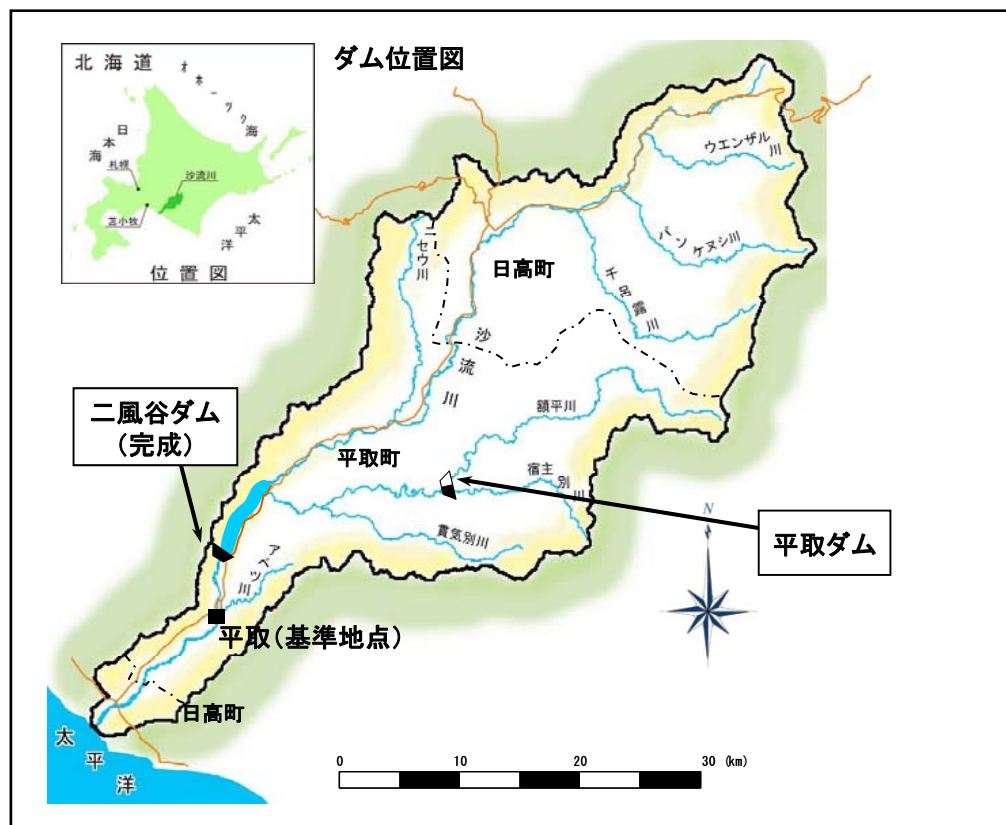 ダム位置図
北海道
オホーツク海
日本海
札幌
沙流川
苫小牧
太平洋
位置図
ウエンザル川
パンケヌシ川
ニセウ川
日高町
千呂露川
沙流川
額平川
二風谷ダム
(完成)
平取町
宿主別川
貫気別川
N
平取ダム
アベツ川
平取(基準地点)
日高町
太平洋
0 10 20 30 (km)